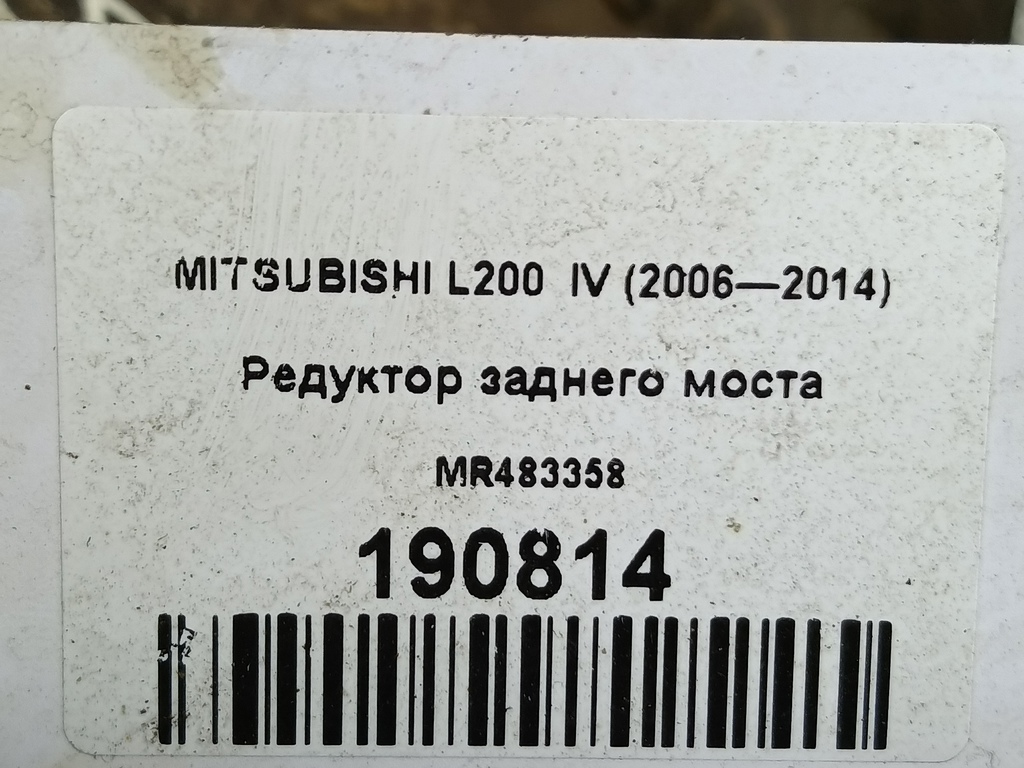 MITSUBISHI L200 IV (2006—2014)
Редуктор заднего моста
MR483358
190814